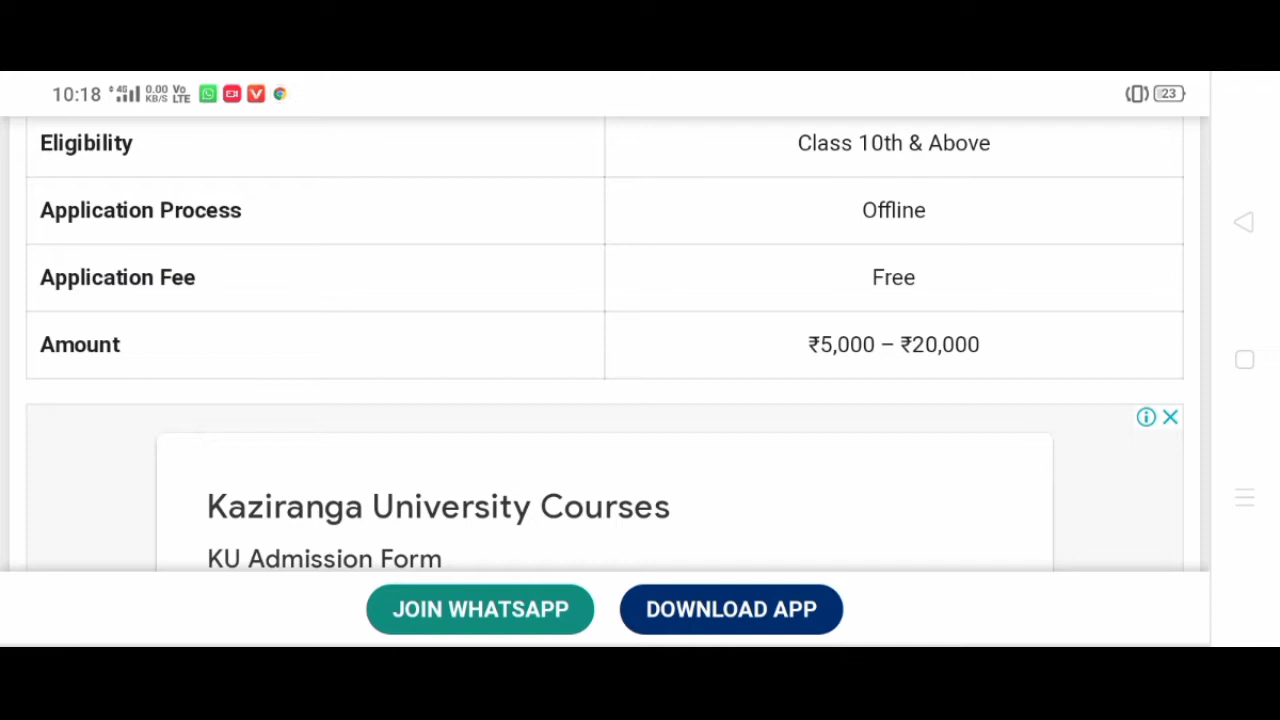 10:18 4G 0.00 KB/S Vo LTE 23
Eligibility Class 10th & Above
Application Process Offline
Application Fee Free
Amount ₹5,000 – ₹20,000
Kaziranga University Courses
KU Admission Form
JOIN WHATSAPP DOWNLOAD APP